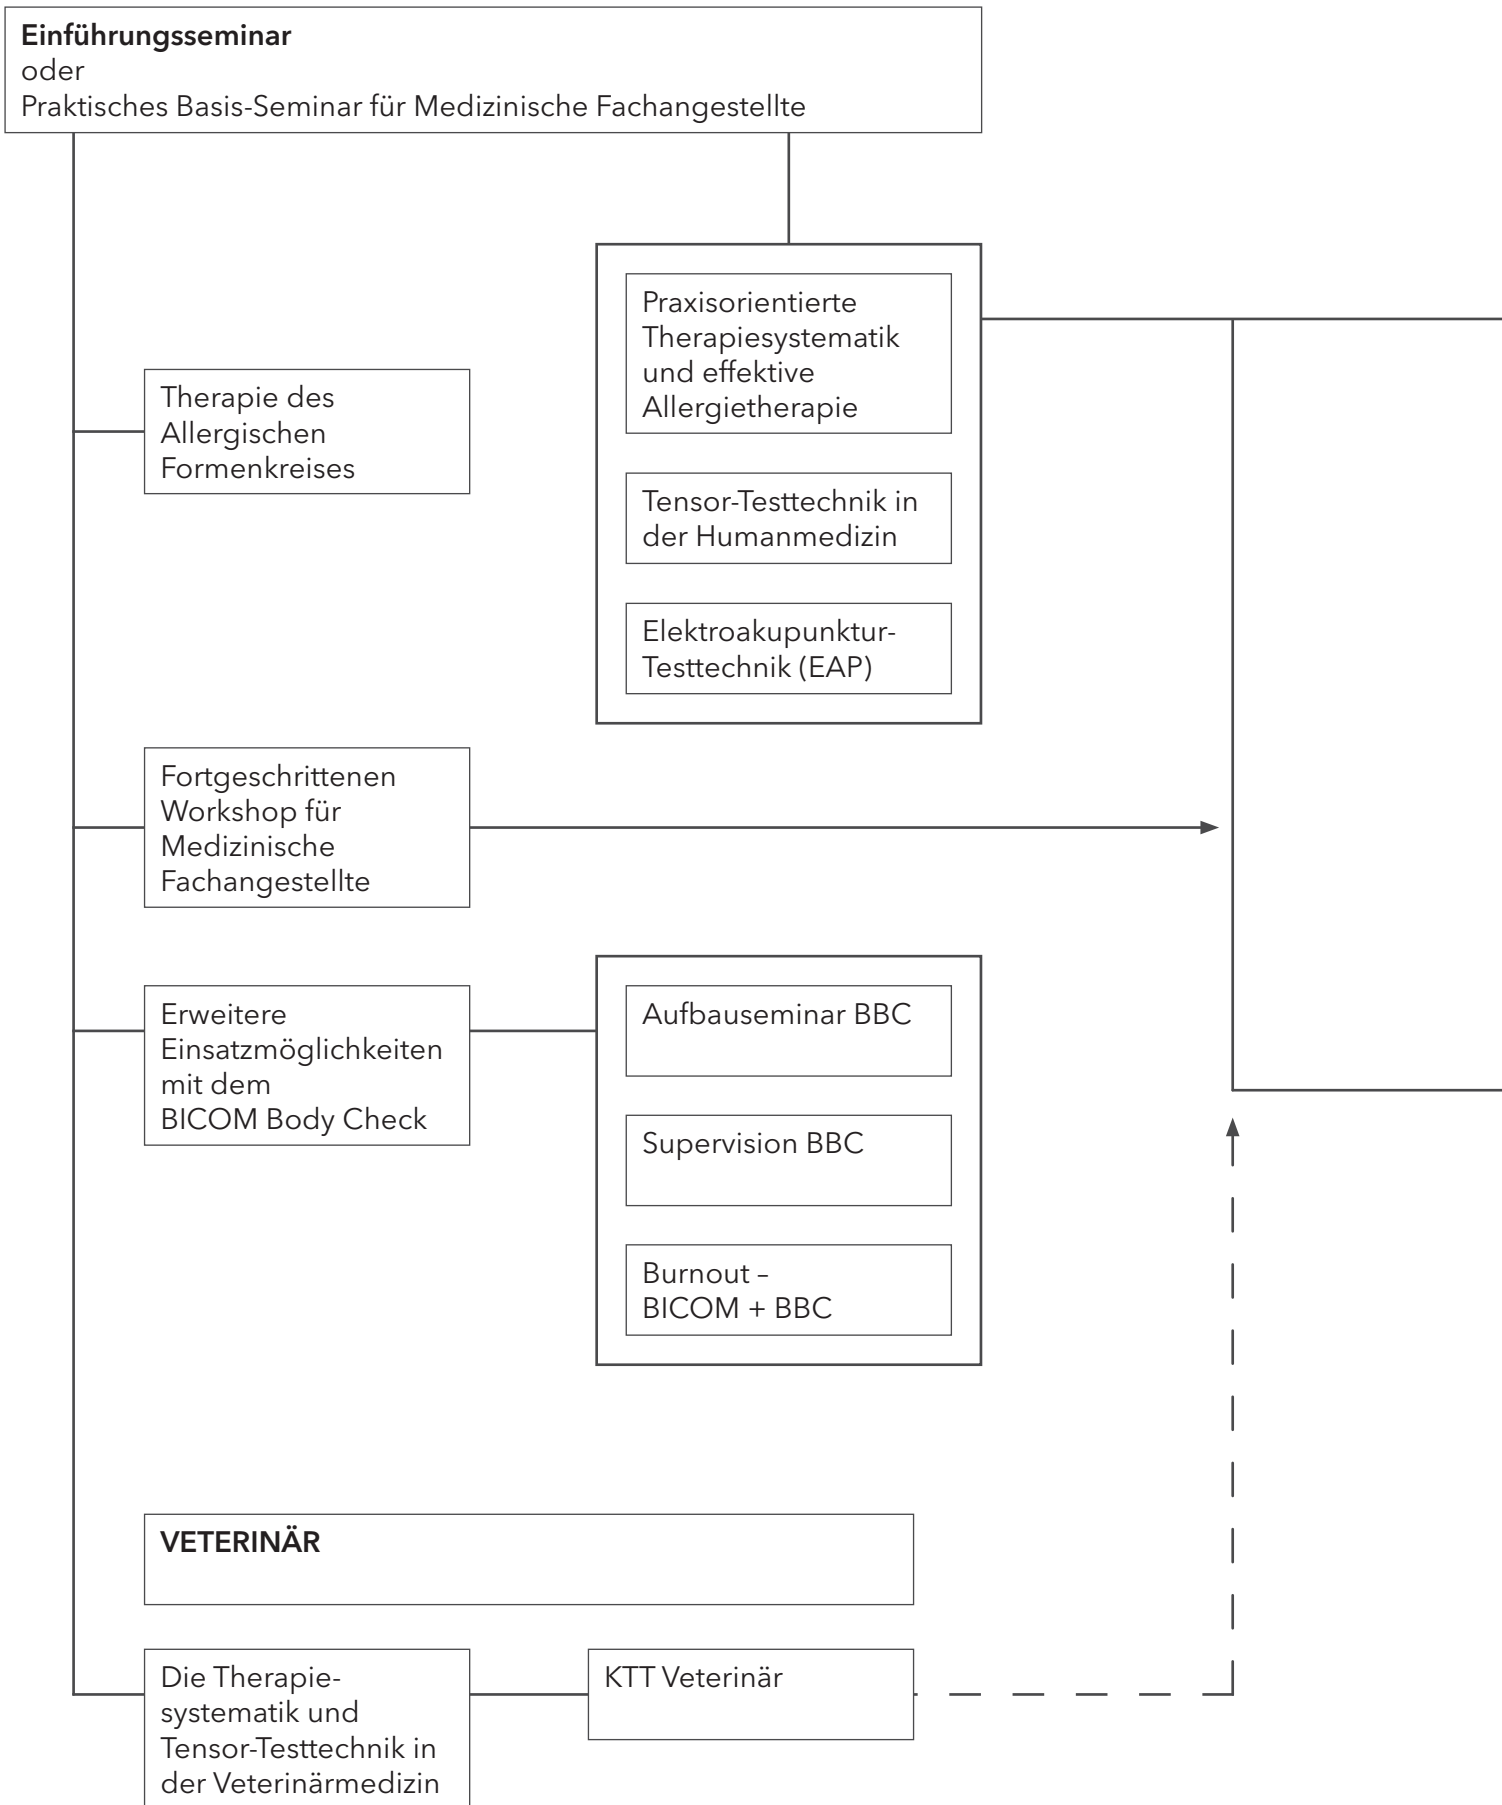 Einführungsseminar
oder
Praktisches Basis-Seminar für Medizinische Fachangestellte
Praxisorientierte
Therapiesystematik
und effektive
Allergietherapie
Therapie des
Allergischen
Formenkreises
Tensor-Testtechnik in
der Humanmedizin
Elektroakupunktur-
Testtechnik (EAP)
Fortgeschrittenen
Workshop für
Medizinische
Fachangestellte
Erweitere
Einsatzmöglichkeiten
mit dem
BICOM Body Check
Aufbauseminar BBC
Supervision BBC
Burnout –
BICOM + BBC
VETERINÄR
Die Therapie-
systematik und
Tensor-Testtechnik in
der Veterinärmedizin
KTT Veterinär